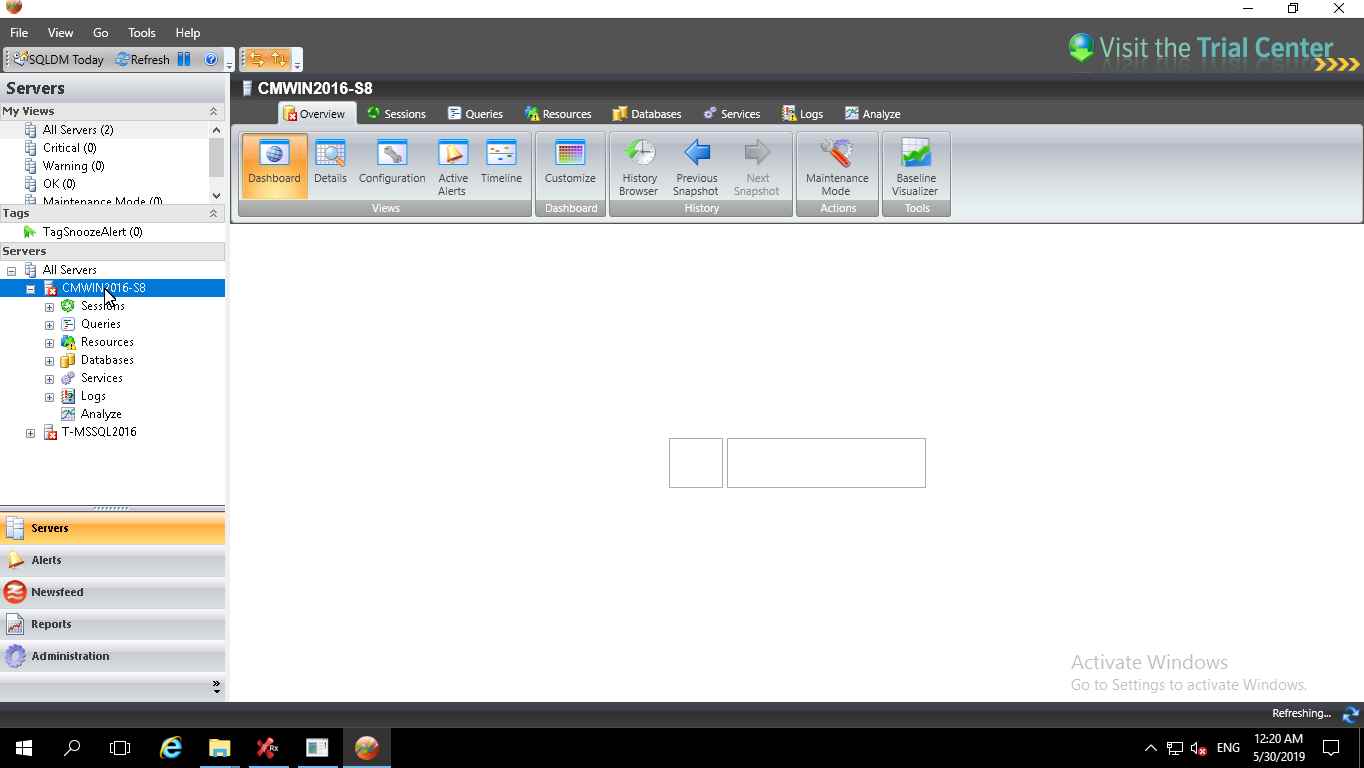 File View Go Tools Help
SQLDM Today Refresh
Visit the Trial Center
Servers
CMWIN2016-S8
My Views
Overview Sessions Queries Resources Databases Services Logs Analyze
All Servers (2)
Critical (0)
Warning (0)
OK (0)
Maintenance Mode (0)
Dashboard Details Configuration Active Alerts Timeline Customize History Browser Previous Snapshot Next Snapshot Maintenance Mode Baseline Visualizer
Views Dashboard History Actions Tools
Tags
TagSnoozeAlert (0)
Servers
All Servers
CMWIN2016-S8
Sessions
Queries
Resources
Databases
Services
Logs
Analyze
T-MSSQL2016
Servers
Alerts
Newsfeed
Reports
Administration
Activate Windows
Go to Settings to activate Windows.
Refreshing...
Rx
ENG
12:20 AM
5/30/2019